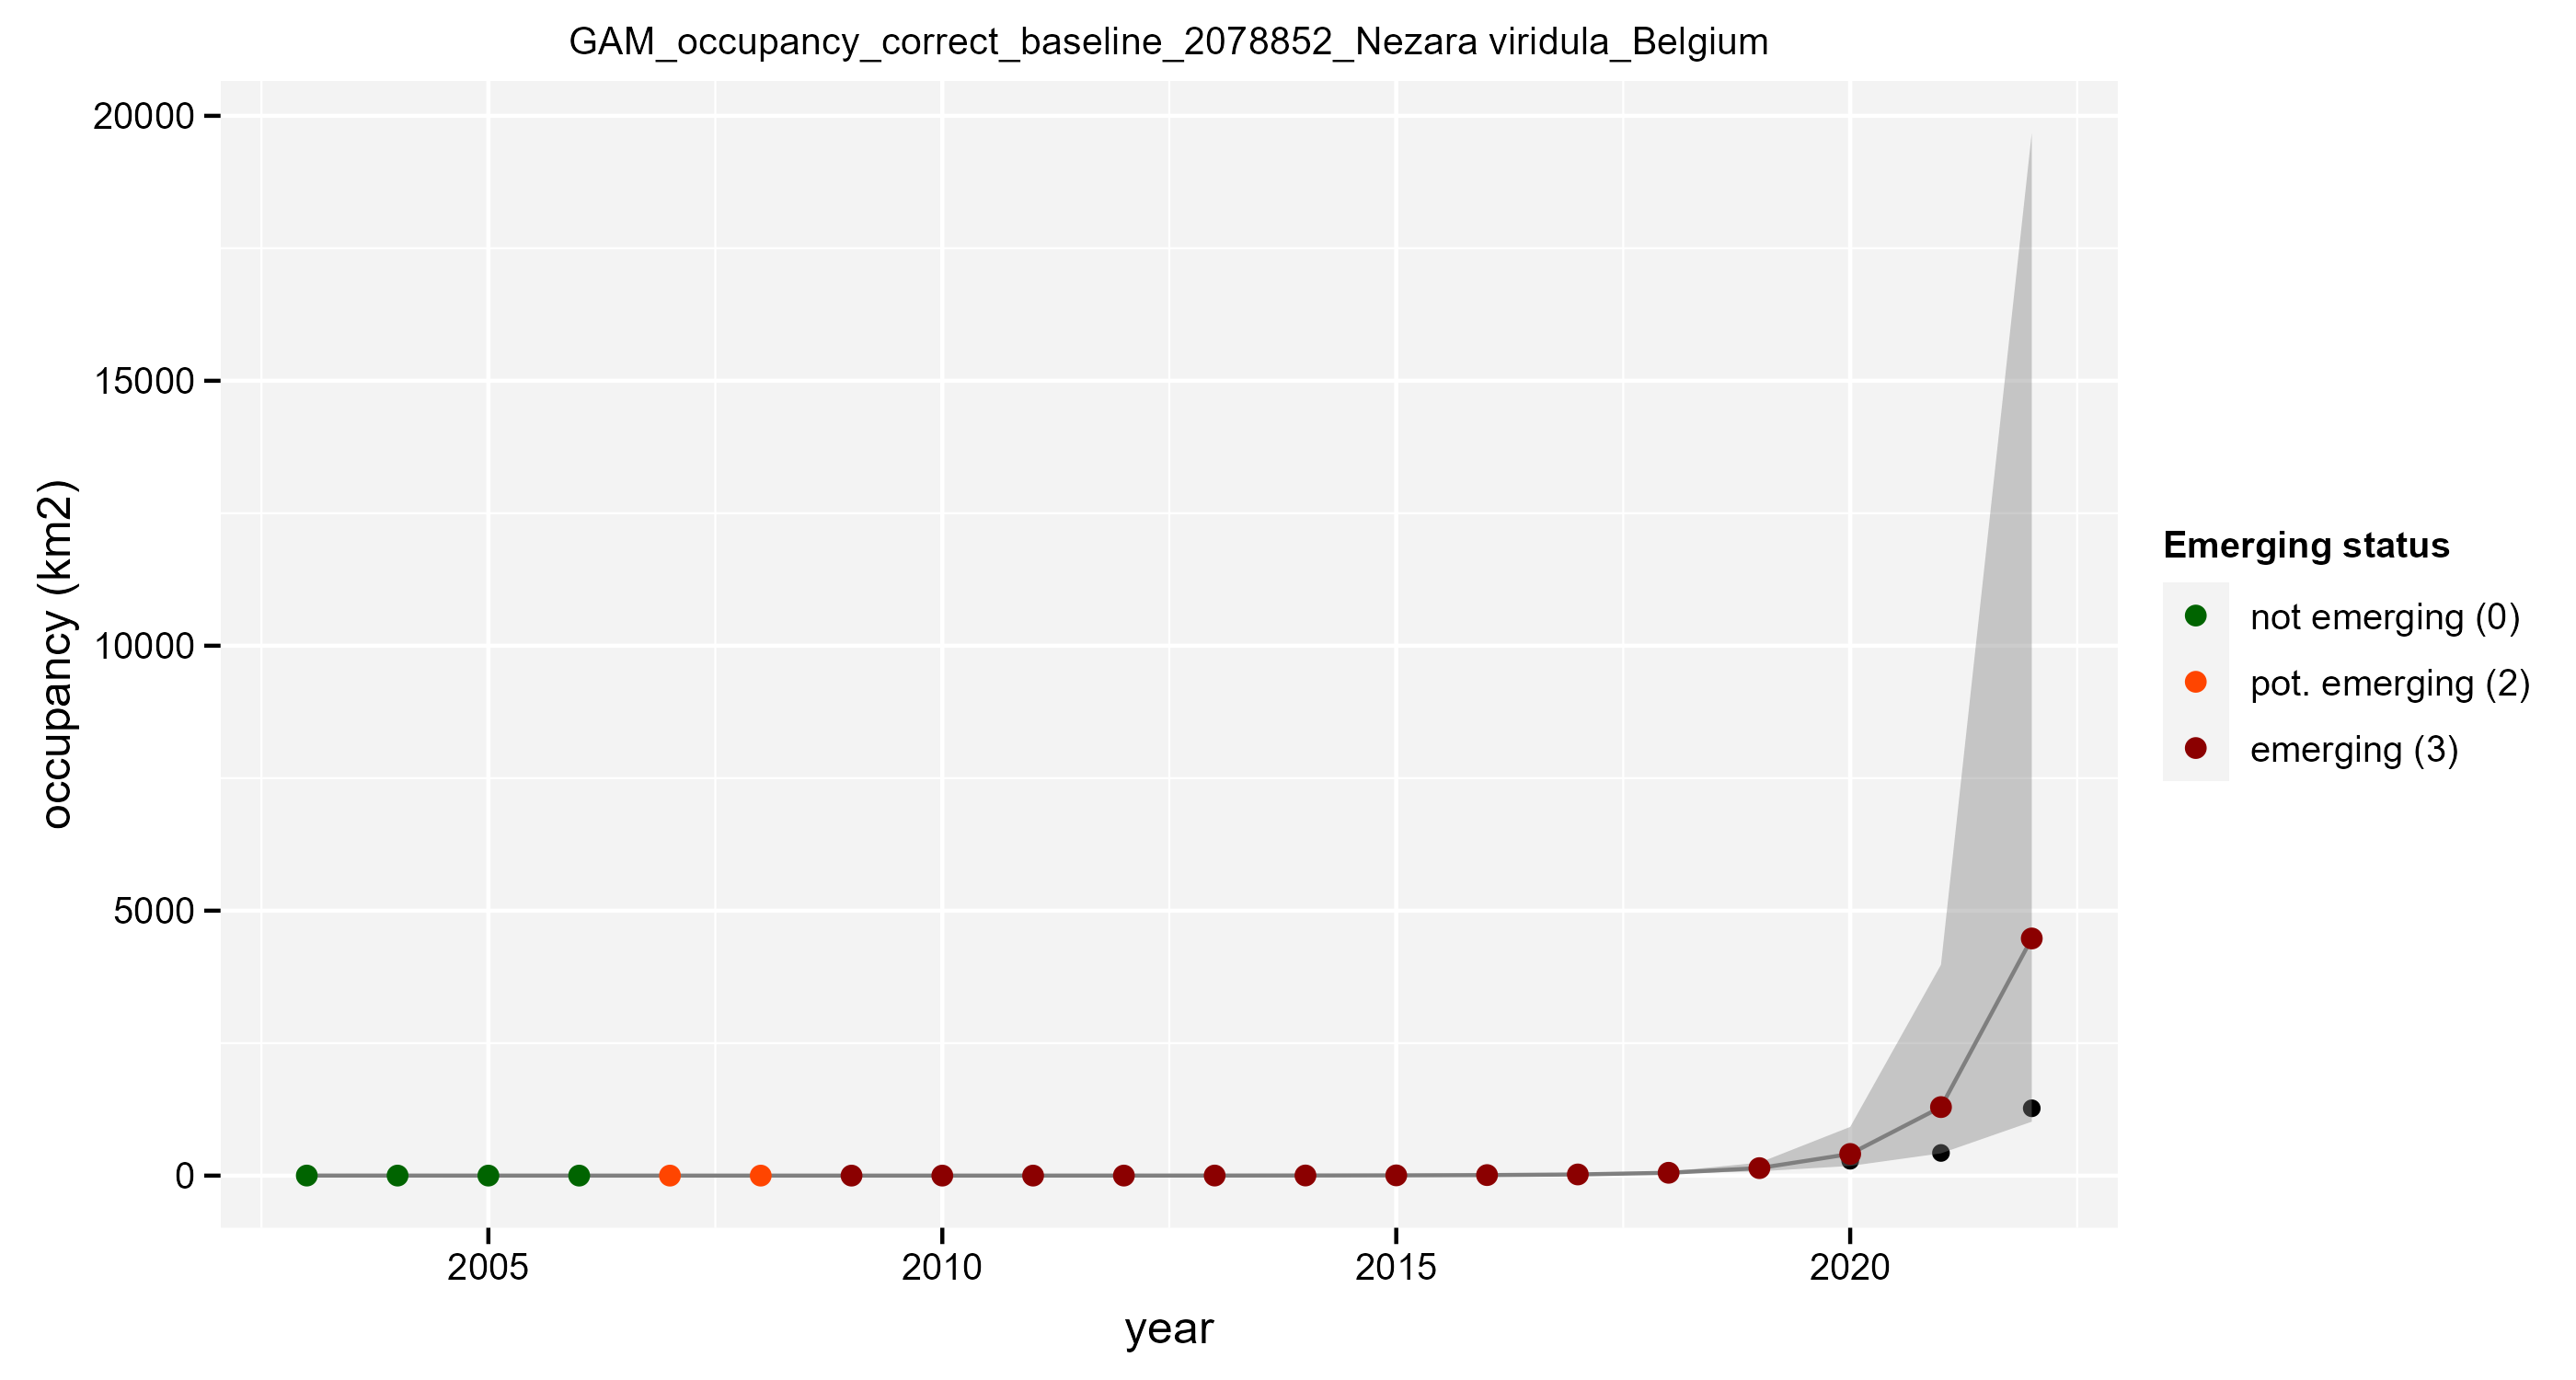 GAM_occupancy_correct_baseline_2078852_Nezara viridula_Belgium
20000
15000
10000
5000
0
occupancy (km2)
2005
2010
2015
2020
year
Emerging status
not emerging (0)
pot. emerging (2)
emerging (3)